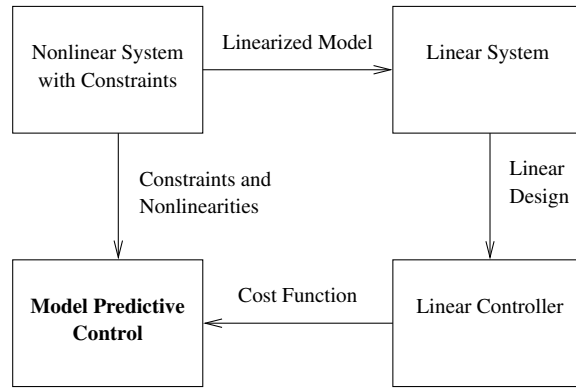 Nonlinear System
with Constraints
Linearized Model
Linear System
Constraints and
Nonlinearities
Linear
Design
Model Predictive
Control
Cost Function
Linear Controller